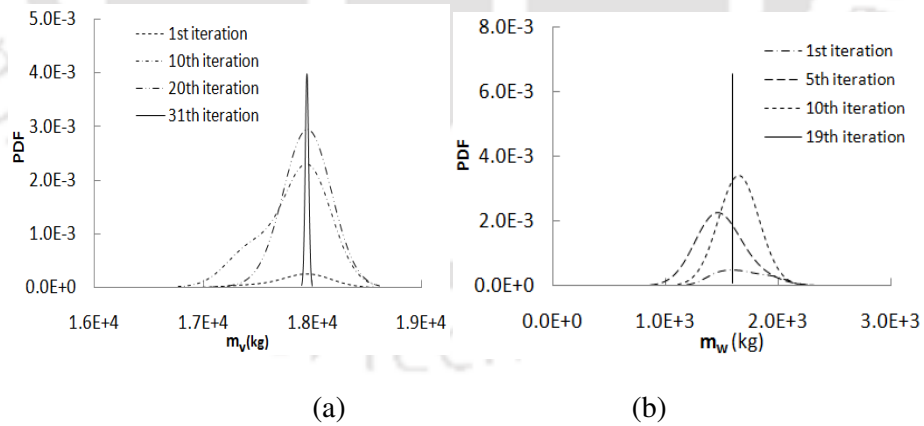 5.0E-3
4.0E-3
3.0E-3
2.0E-3
1.0E-3
0.0E+0
PDF
1st iteration
10th iteration
20th iteration
31th iteration
1.6E+4 1.7E+4 1.8E+4 1.9E+4
mv(kg)
(a)
8.0E-3
6.0E-3
4.0E-3
2.0E-3
0.0E+0
PDF
1st iteration
5th iteration
10th iteration
19th iteration
0.0E+0 1.0E+3 2.0E+3 3.0E+3
mw (kg)
(b)